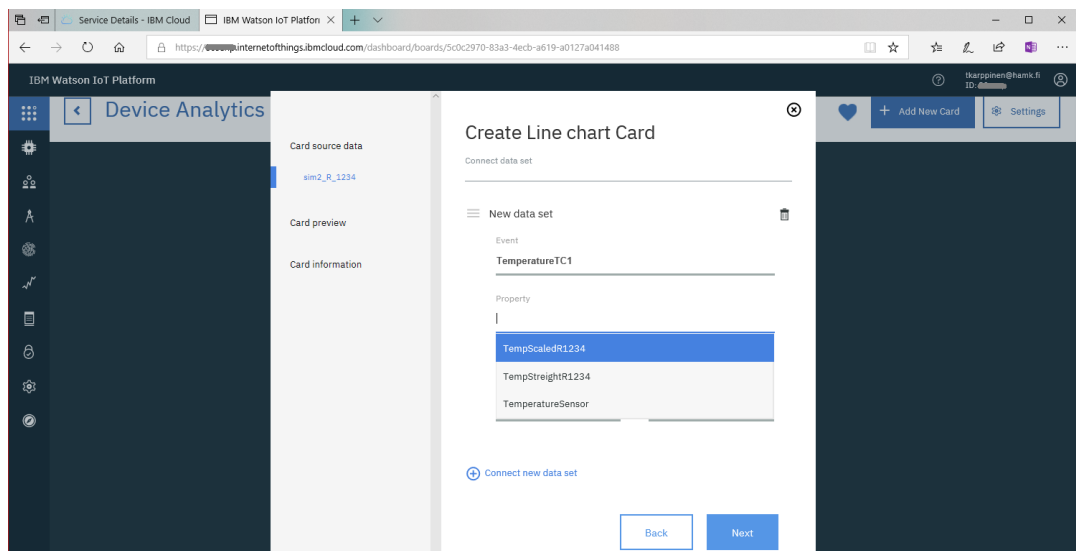 Service Details - IBM Cloud
IBM Watson IoT Platforr
https://
.internetofthings.ibmcloud.com/dashboard/boards/5c0c2970-83a3-4ecb-a619-a0127a041488
IBM Watson IoT Platform
tkarppinen@hamk.fi
ID:
Device Analytics
Add New Card
Settings
Card source data
sim2_R_1234
Card preview
Card information
Create Line chart Card
Connect data set
New data set
Event
TemperatureTC1
Property
TempScaledR1234
TempStreightR1234
TemperatureSensor
Connect new data set
Back
Next